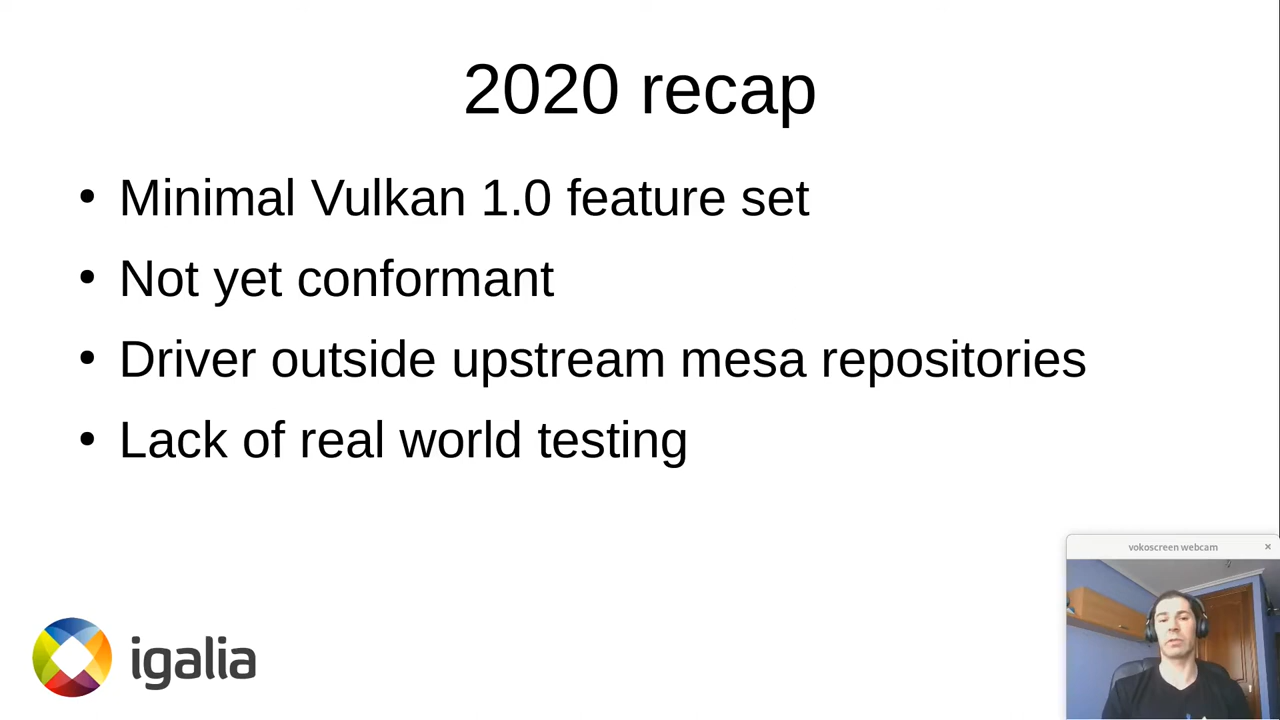 2020 recap
• Minimal Vulkan 1.0 feature set
• Not yet conformant
• Driver outside upstream mesa repositories
• Lack of real world testing
vokoscreen webcam
igalia